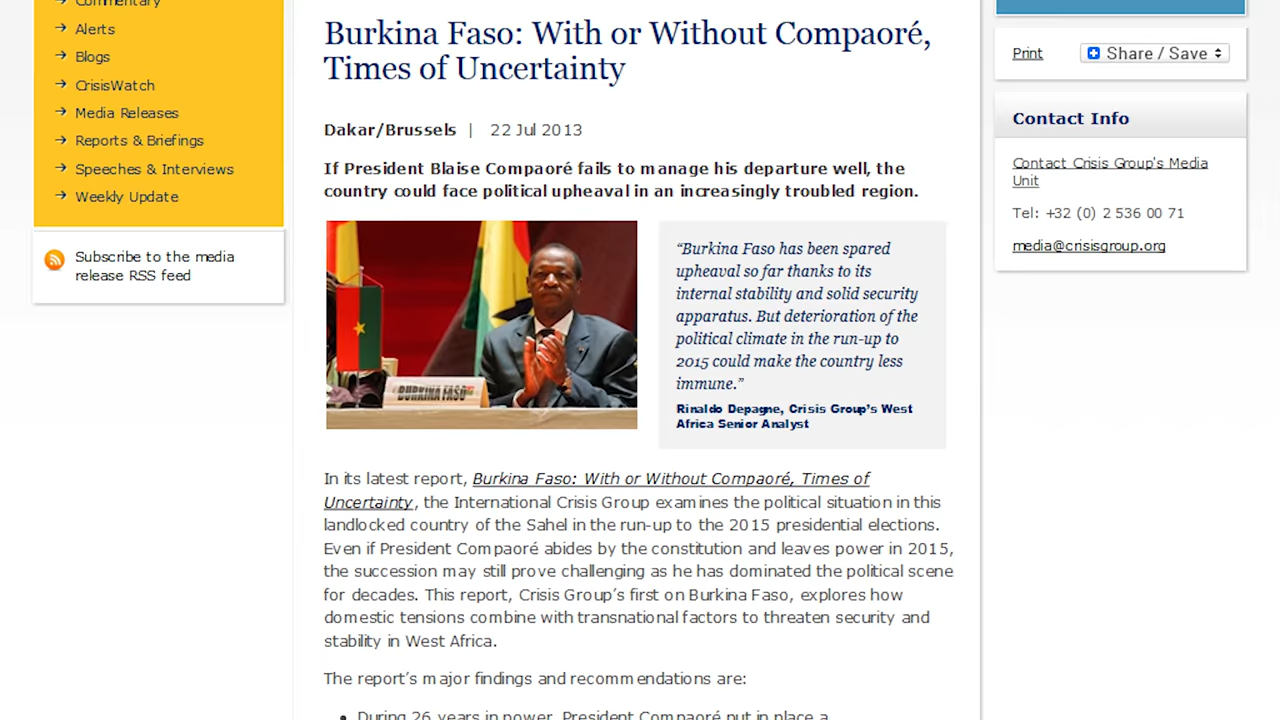 Commentary
Alerts
Blogs
CrisisWatch
Media Releases
Reports & Briefings
Speeches & Interviews
Weekly Update
Subscribe to the media
release RSS feed
Burkina Faso: With or Without Compaoré,
Times of Uncertainty
Dakar/Brussels | 22 Jul 2013
If President Blaise Compaoré fails to manage his departure well, the
country could face political upheaval in an increasingly troubled region.
BURKINA FASO
“Burkina Faso has been spared
upheaval so far thanks to its
internal stability and solid security
apparatus. But deterioration of the
political climate in the run-up to
2015 could make the country less
immune.”
Rinaldo Depagne, Crisis Group’s West
Africa Senior Analyst
In its latest report, Burkina Faso: With or Without Compaoré, Times of
Uncertainty, the International Crisis Group examines the political situation in this
landlocked country of the Sahel in the run-up to the 2015 presidential elections.
Even if President Compaoré abides by the constitution and leaves power in 2015,
the succession may still prove challenging as he has dominated the political scene
for decades. This report, Crisis Group’s first on Burkina Faso, explores how
domestic tensions combine with transnational factors to threaten security and
stability in West Africa.
The report’s major findings and recommendations are:
• During 26 years in power, President Compaoré put in place a
Print
Share / Save
Contact Info
Contact Crisis Group's Media
Unit
Tel: +32 (0) 2 536 00 71
media@crisisgroup.org